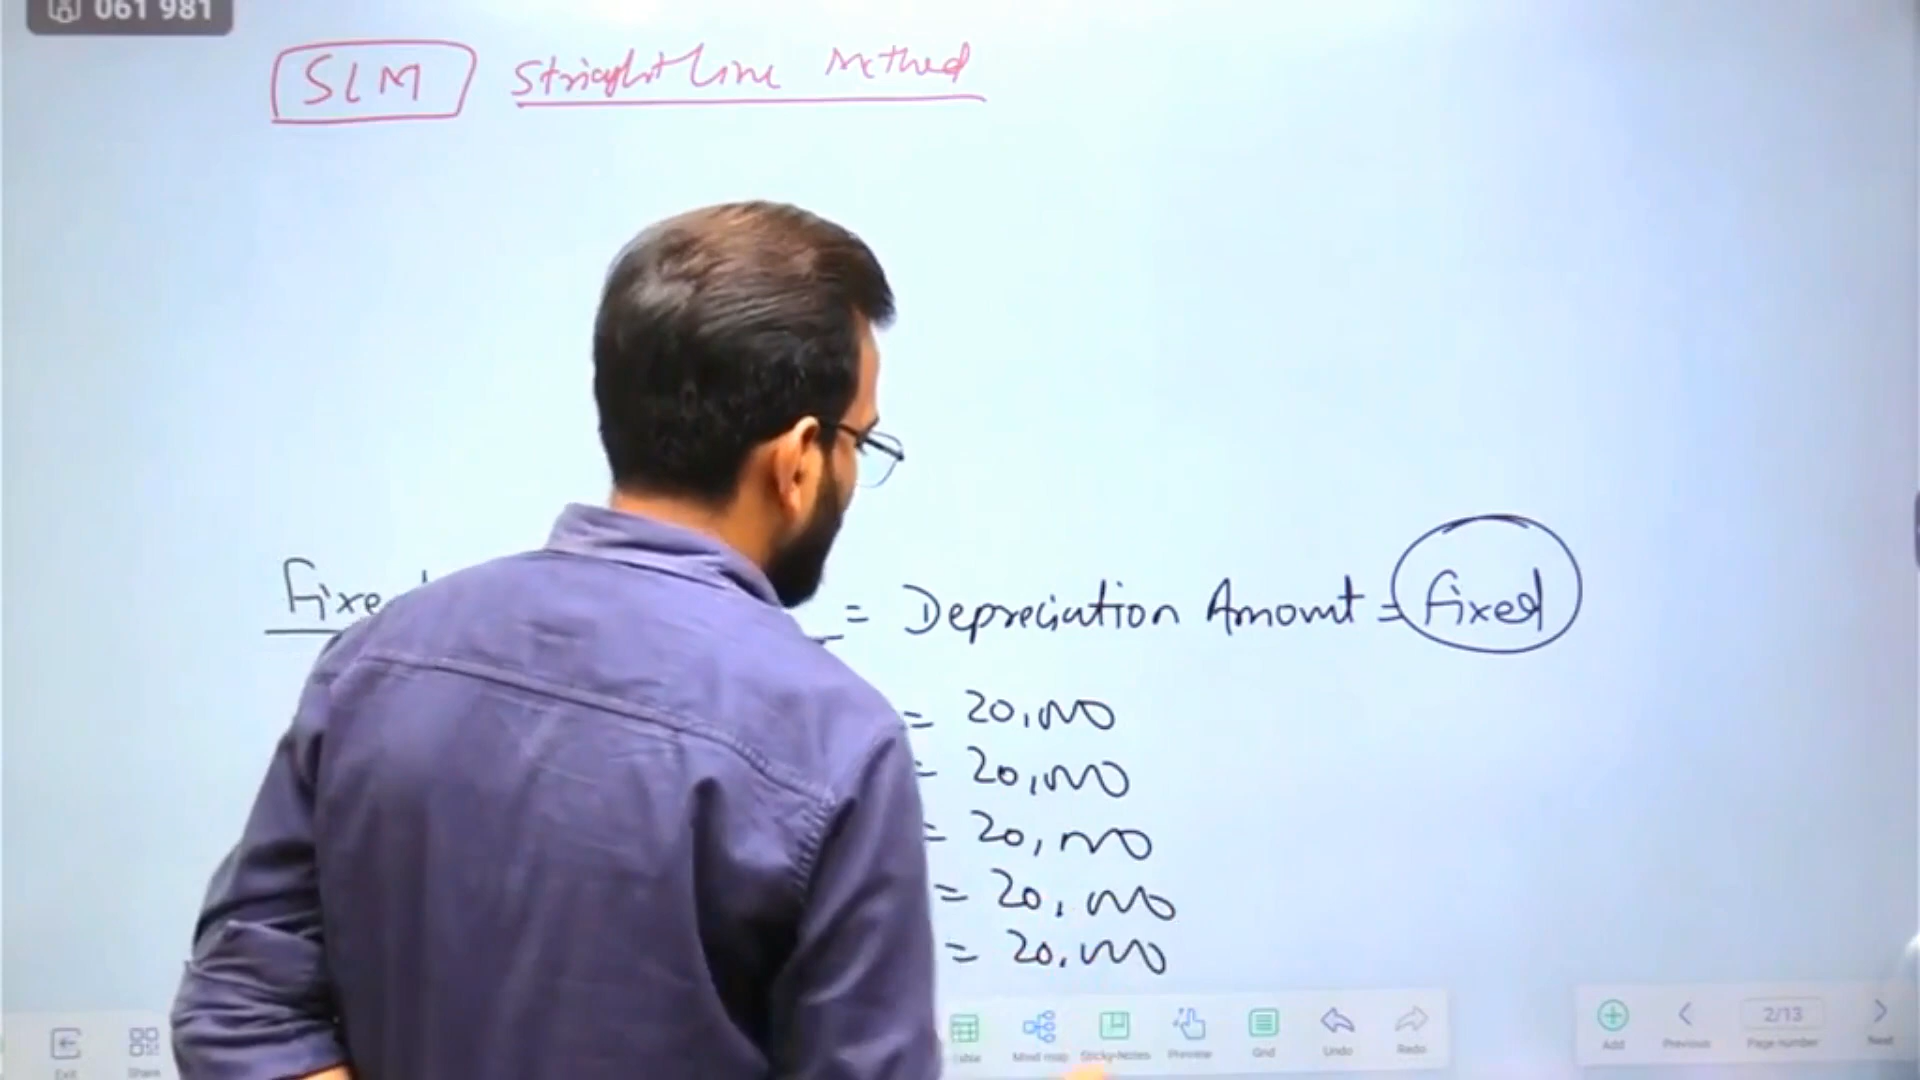 061 981
SLM Straight Line Method
Fixed = Depreciation Amount = Fixed
= 20,000
= 20,000
= 20,000
= 20,000
= 20,000
Exit Share Mind map Sticky-Notes Preview Grid Undo Redo Add Previous 2/13 Page number Next